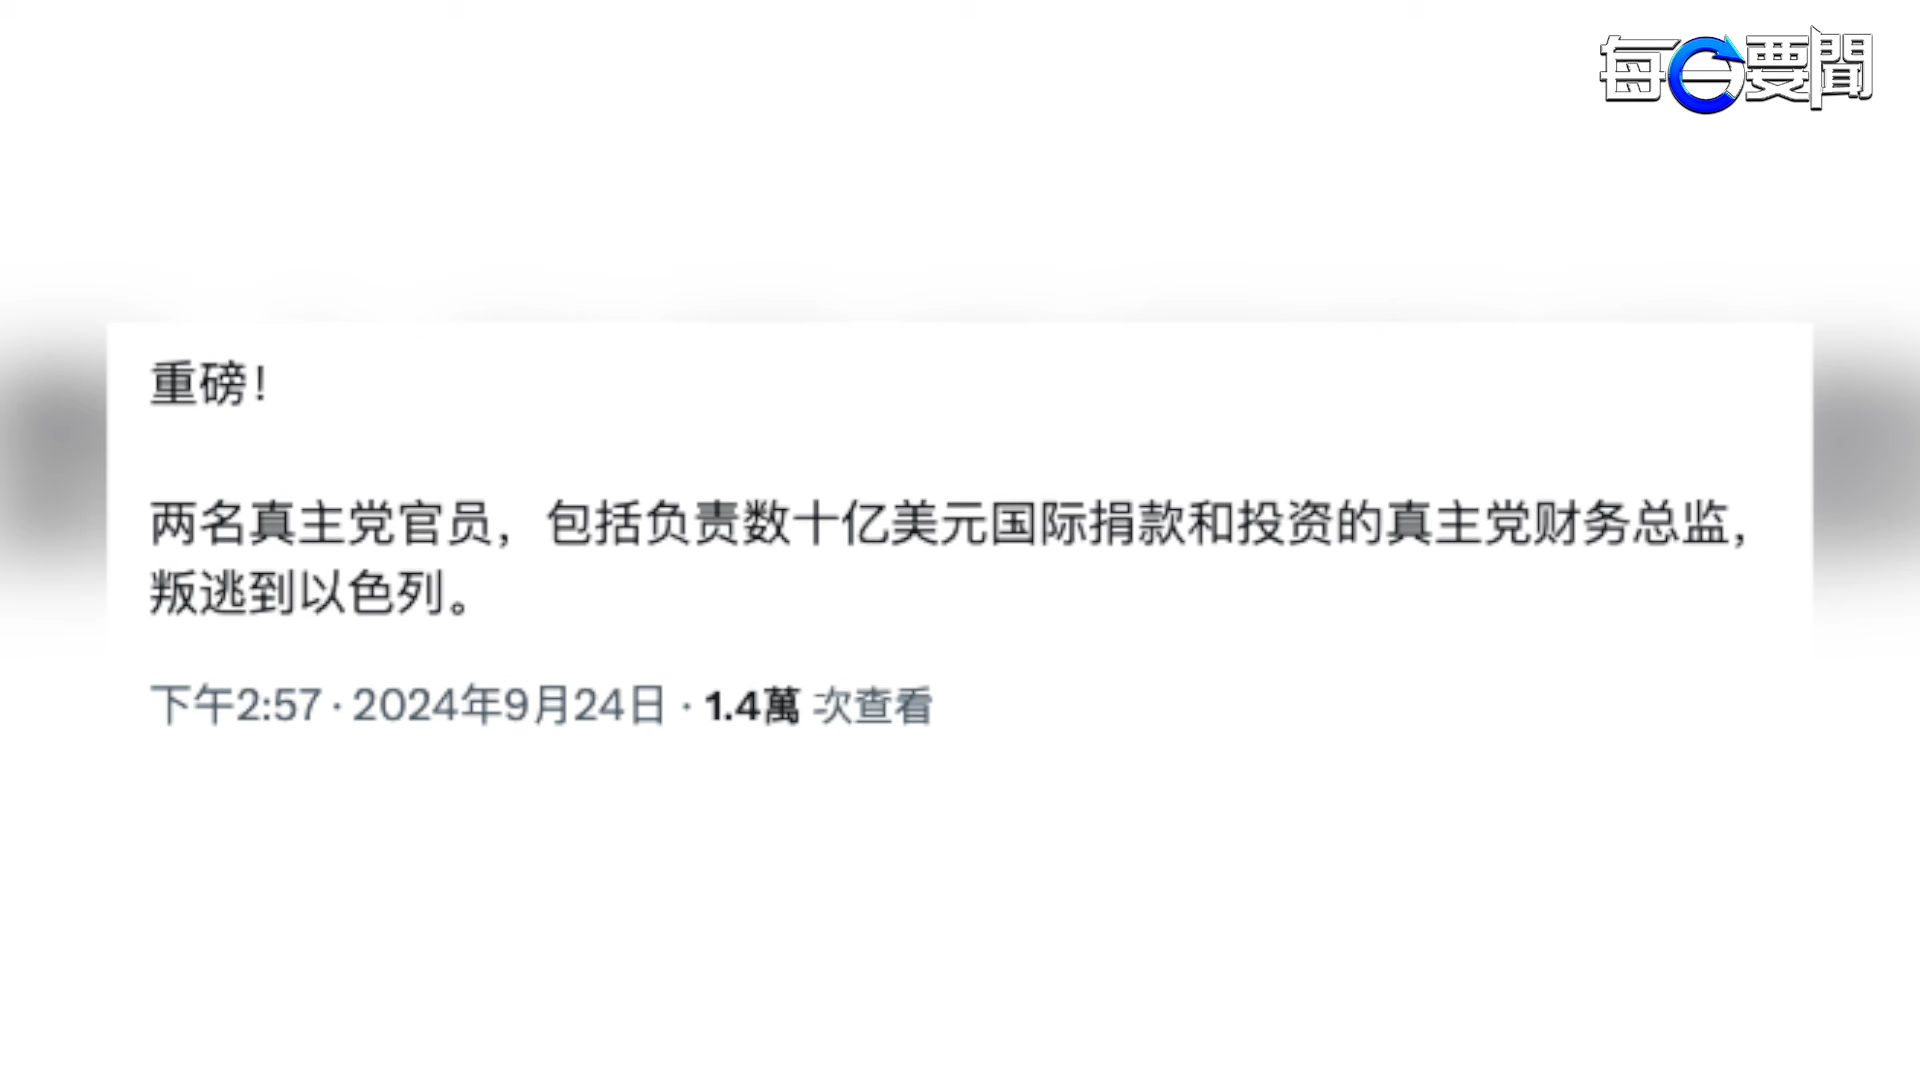 每日要聞
重磅！
两名真主党官员，包括负责数十亿美元国际捐款和投资的真主党财务总监，
叛逃到以色列。
下午2:57 · 2024年9月24日 · 1.4萬 次查看